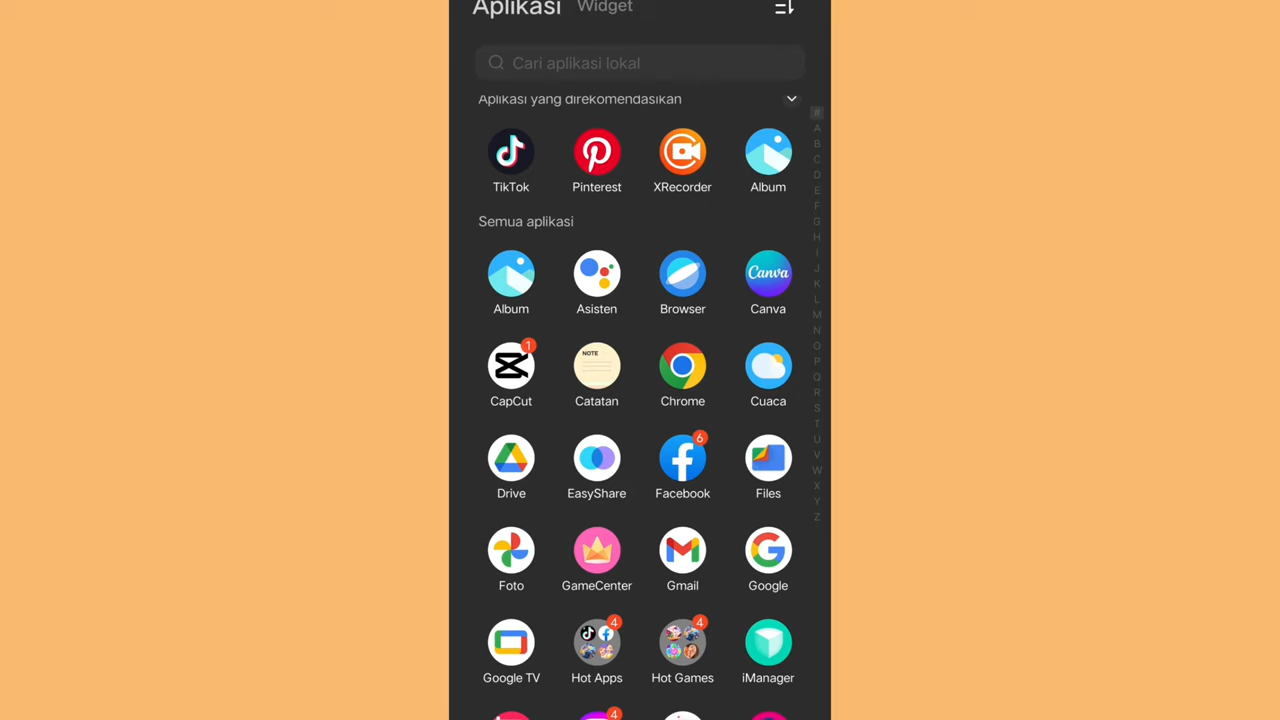 Aplikasi Widget
Cari aplikasi lokal
Aplikasi yang direkomendasikan
#
A
B
C
D
E
F
G
H
I
J
K
L
M
N
O
P
Q
R
S
T
U
V
W
X
Y
Z
TikTok Pinterest XRecorder Album
Semua aplikasi
Canva
Album Asisten Browser Canva
1
NOTE
CapCut Catatan Chrome Cuaca
6
Drive EasyShare Facebook Files
Foto GameCenter Gmail Google
4 4
Google TV Hot Apps Hot Games iManager
4